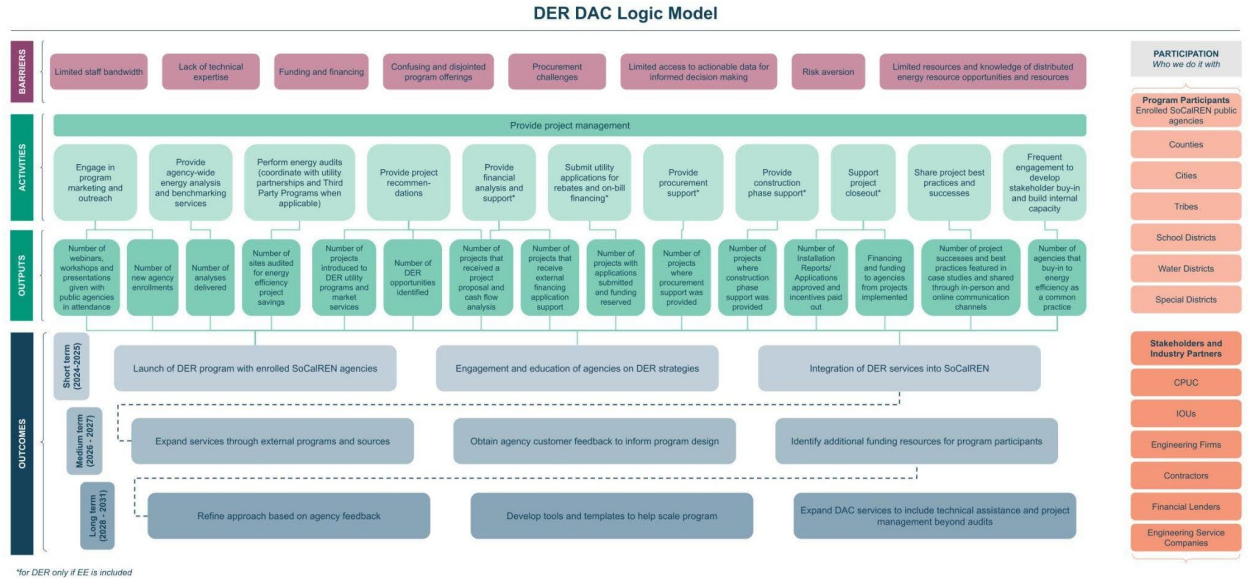 DER DAC Logic Model
BARRIERS
Limited staff bandwidth
Lack of technical
expertise
Funding and financing
Confusing and disjointed
program offerings
Procurement
challenges
Limited access to actionable data for
informed decision making
Risk aversion
Limited resources and knowledge of distributed
energy resource opportunities and resources
ACTIVITIES
Provide project management
Engage in
program
marketing and
outreach
Provide
agency-wide
energy analysis
and benchmarking
services
Perform energy audits
(coordinate with utility
partnerships and Third
Party Programs when
applicable)
Provide project
recommen-
dations
Provide
financial
analysis and
support*
Submit utility
applications for
rebates and on-bill
financing*
Provide
procurement
support*
Provide
construction
phase support*
Support
project
closeout*
Share project best
practices and
successes
Frequent
engagement to
develop
stakeholder buy-in
and build internal
capacity
OUTPUTS
Number of
webinars,
workshops and
presentations
given with
public agencies
in attendance
Number of
new agency
enrollments
Number of
analyses
delivered
Number of
sites audited
for energy
efficiency
project
savings
Number of
projects
introduced to
DER utility
programs and
market
services
Number of
DER
opportunities
identified
Number of
projects that
received a
project
proposal and
cash flow
analysis
Number of
projects that
receive
external
financing
application
support
Number of
projects with
applications
submitted
and funding
reserved
Number of
projects
where
procurement
support was
provided
Number of
projects
where
construction
phase
support was
provided
Number of
Installation
Reports/
Applications
approved and
incentives paid
out
Financing
and funding
to agencies
from projects
implemented
Number of project
successes and best
practices featured in
case studies and shared
through in-person and
online communication
channels
Number of
agencies that
buy-in to
energy
efficiency as
a common
practice
OUTCOMES
Short term
(2024-2025)
Launch of DER program with enrolled SoCalREN agencies
Engagement and education of agencies on DER strategies
Integration of DER services into SoCalREN
Medium term
(2026 - 2027)
Expand services through external programs and sources
Obtain agency customer feedback to inform program design
Identify additional funding resources for program participants
Long term
(2028 - 2031)
Refine approach based on agency feedback
Develop tools and templates to help scale program
Expand DAC services to include technical assistance and project
management beyond audits
*for DER only if EE is included
PARTICIPATION
Who we do it with
Program Participants
Enrolled SoCalREN public
agencies
Counties
Cities
Tribes
School Districts
Water Districts
Special Districts
Stakeholders and
Industry Partners
CPUC
IOUs
Engineering Firms
Contractors
Financial Lenders
Engineering Service
Companies